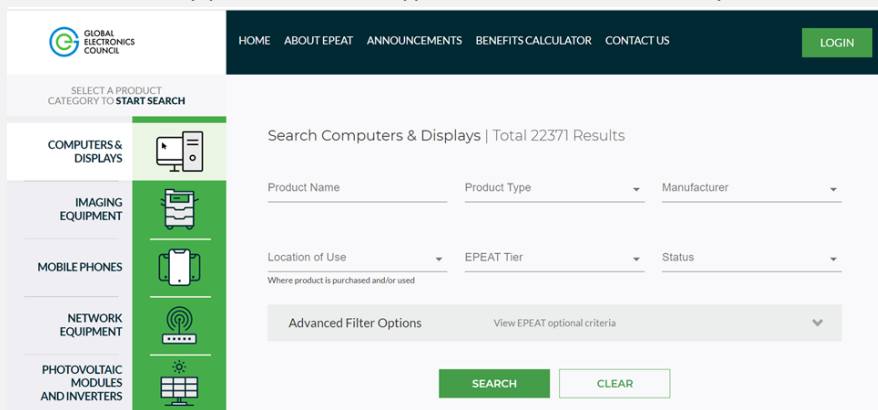 GLOBAL
ELECTRONICS
COUNCIL
HOME ABOUT EPEAT ANNOUNCEMENTS BENEFITS CALCULATOR CONTACT US
LOGIN
SELECT A PRODUCT
CATEGORY TO START SEARCH
COMPUTERS &
DISPLAYS
IMAGING
EQUIPMENT
MOBILE PHONES
NETWORK
EQUIPMENT
PHOTOVOLTAIC
MODULES
AND INVERTERS
Search Computers & Displays | Total 22371 Results
Product Name Product Type Manufacturer
Location of Use EPEAT Tier Status
Where product is purchased and/or used
Advanced Filter Options View EPEAT optional criteria
SEARCH CLEAR